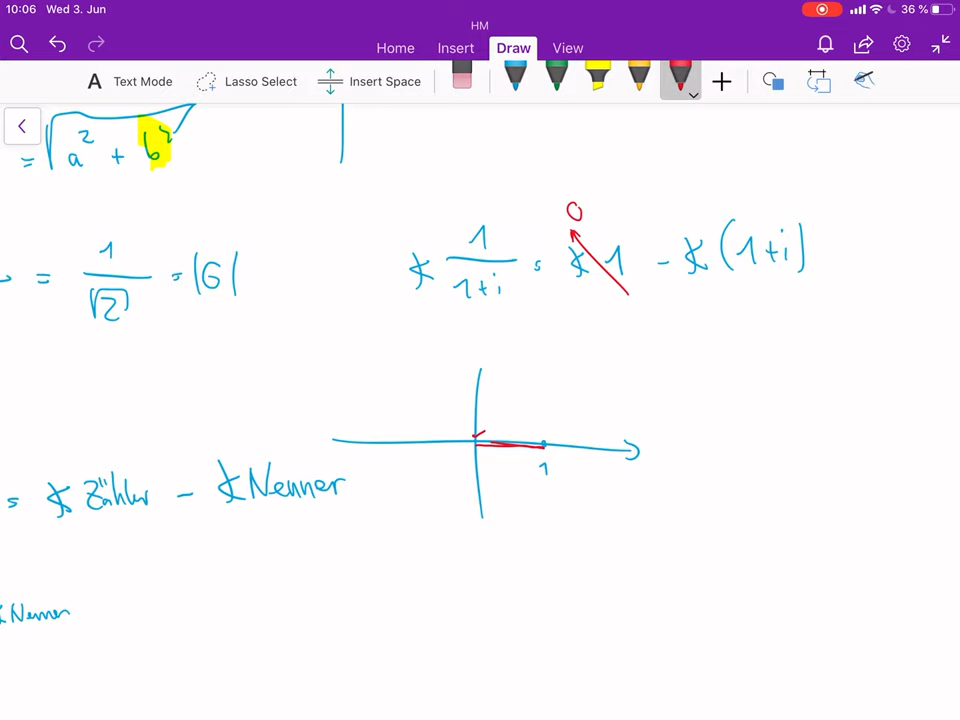 10:06 Wed 3. Jun 36 %
HM
Home Insert Draw View
A Text Mode Lasso Select Insert Space
= √(a² + b²)
= 1/√2 = |G|
∡ 1/(1+i) = ∡ 1 - ∡ (1+i)
0
1
= ∡ Zähler - ∡ Nenner
∡ Nenner